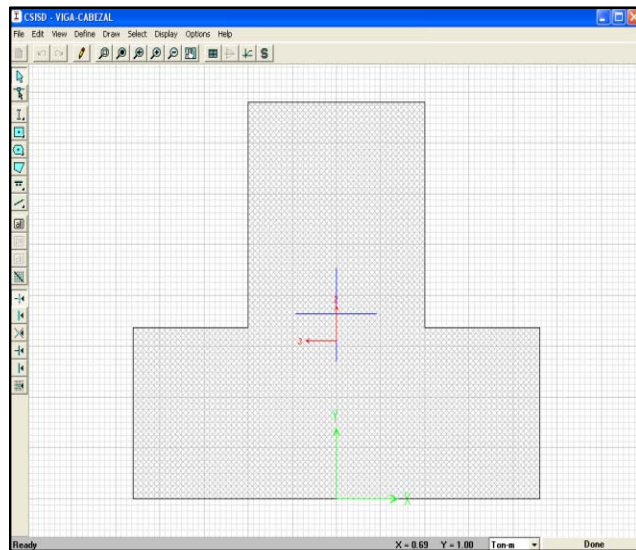 CSISD - VIGA-CABEZAL
File Edit View Define Draw Select Display Options Help
2
3
Y
X
Ready X = 0.69 Y = 1.00 Ton-m Done